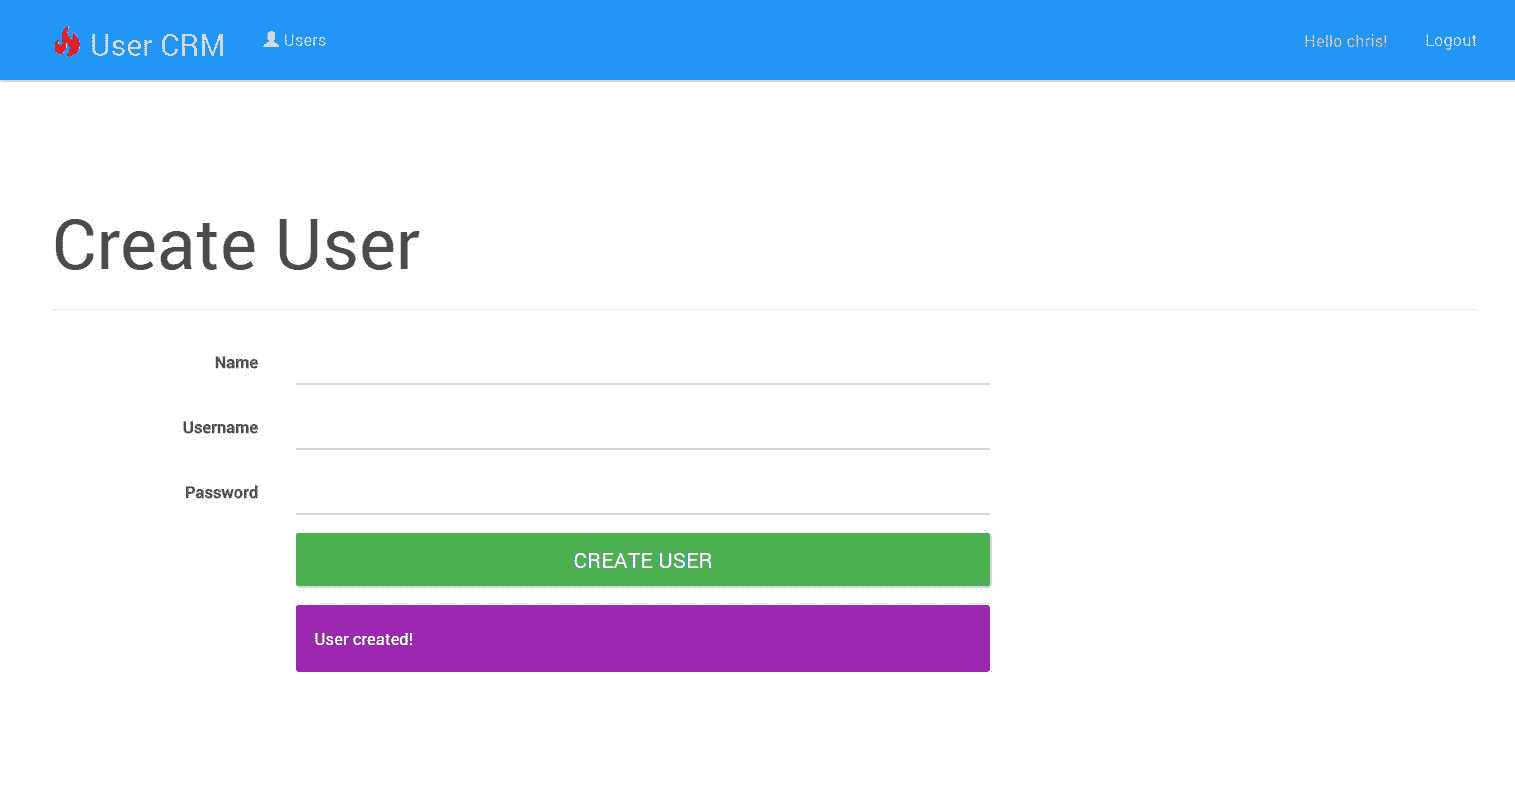 User CRM
Users
Hello chris!
Logout
Create User
Name
Username
Password
CREATE USER
User created!